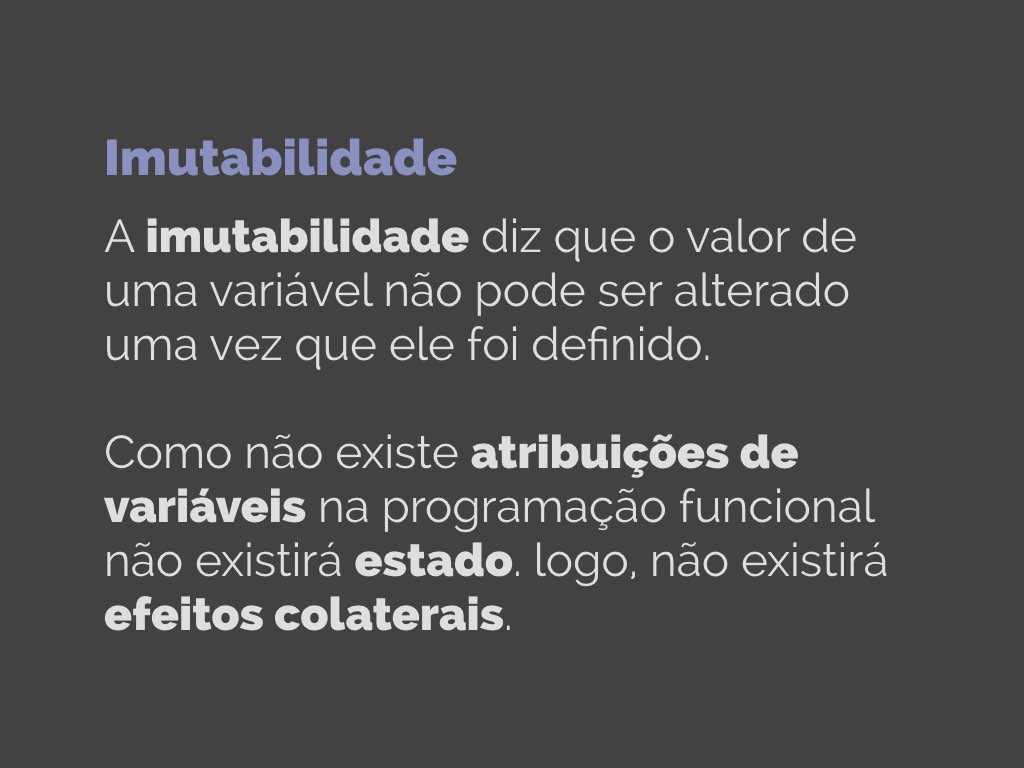 Imutabilidade
A imutabilidade diz que o valor de
uma variável não pode ser alterado
uma vez que ele foi definido.
Como não existe atribuições de
variáveis na programação funcional
não existirá estado. logo, não existirá
efeitos colaterais.